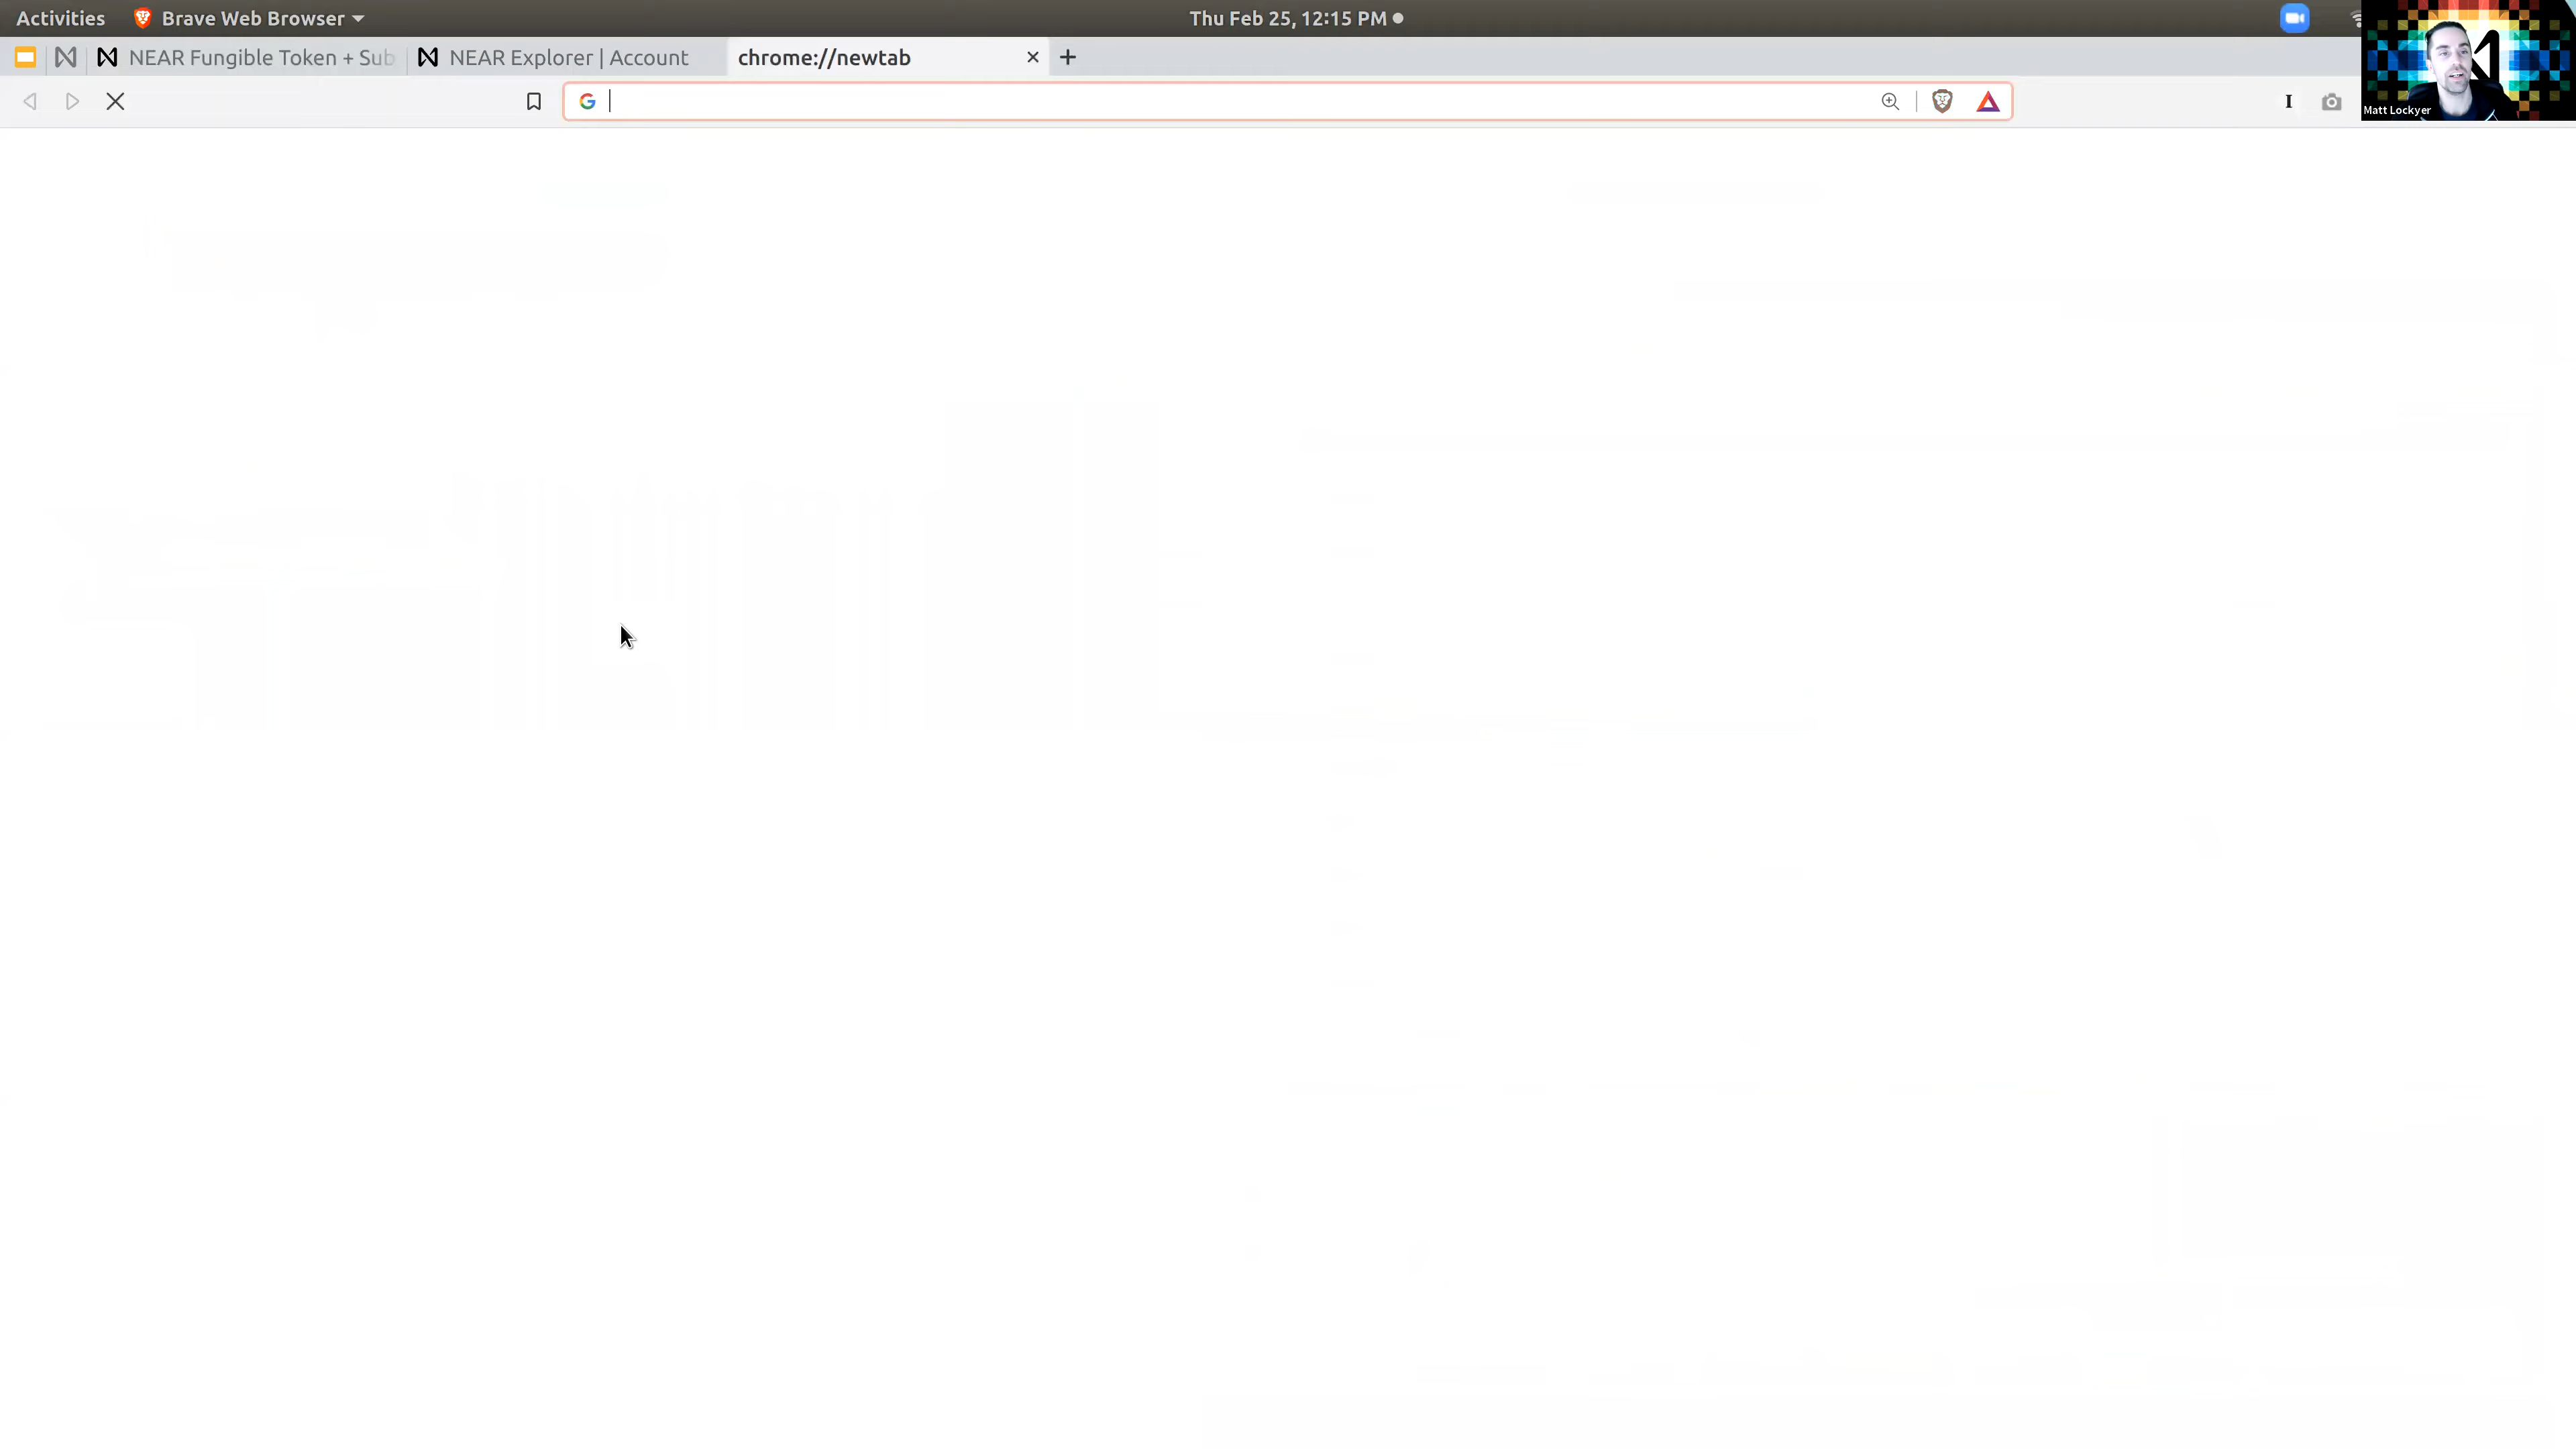 Activities Brave Web Browser Thu Feb 25, 12:15 PM
NEAR Fungible Token + Sub NEAR Explorer | Account chrome://newtab
Matt Lockyer